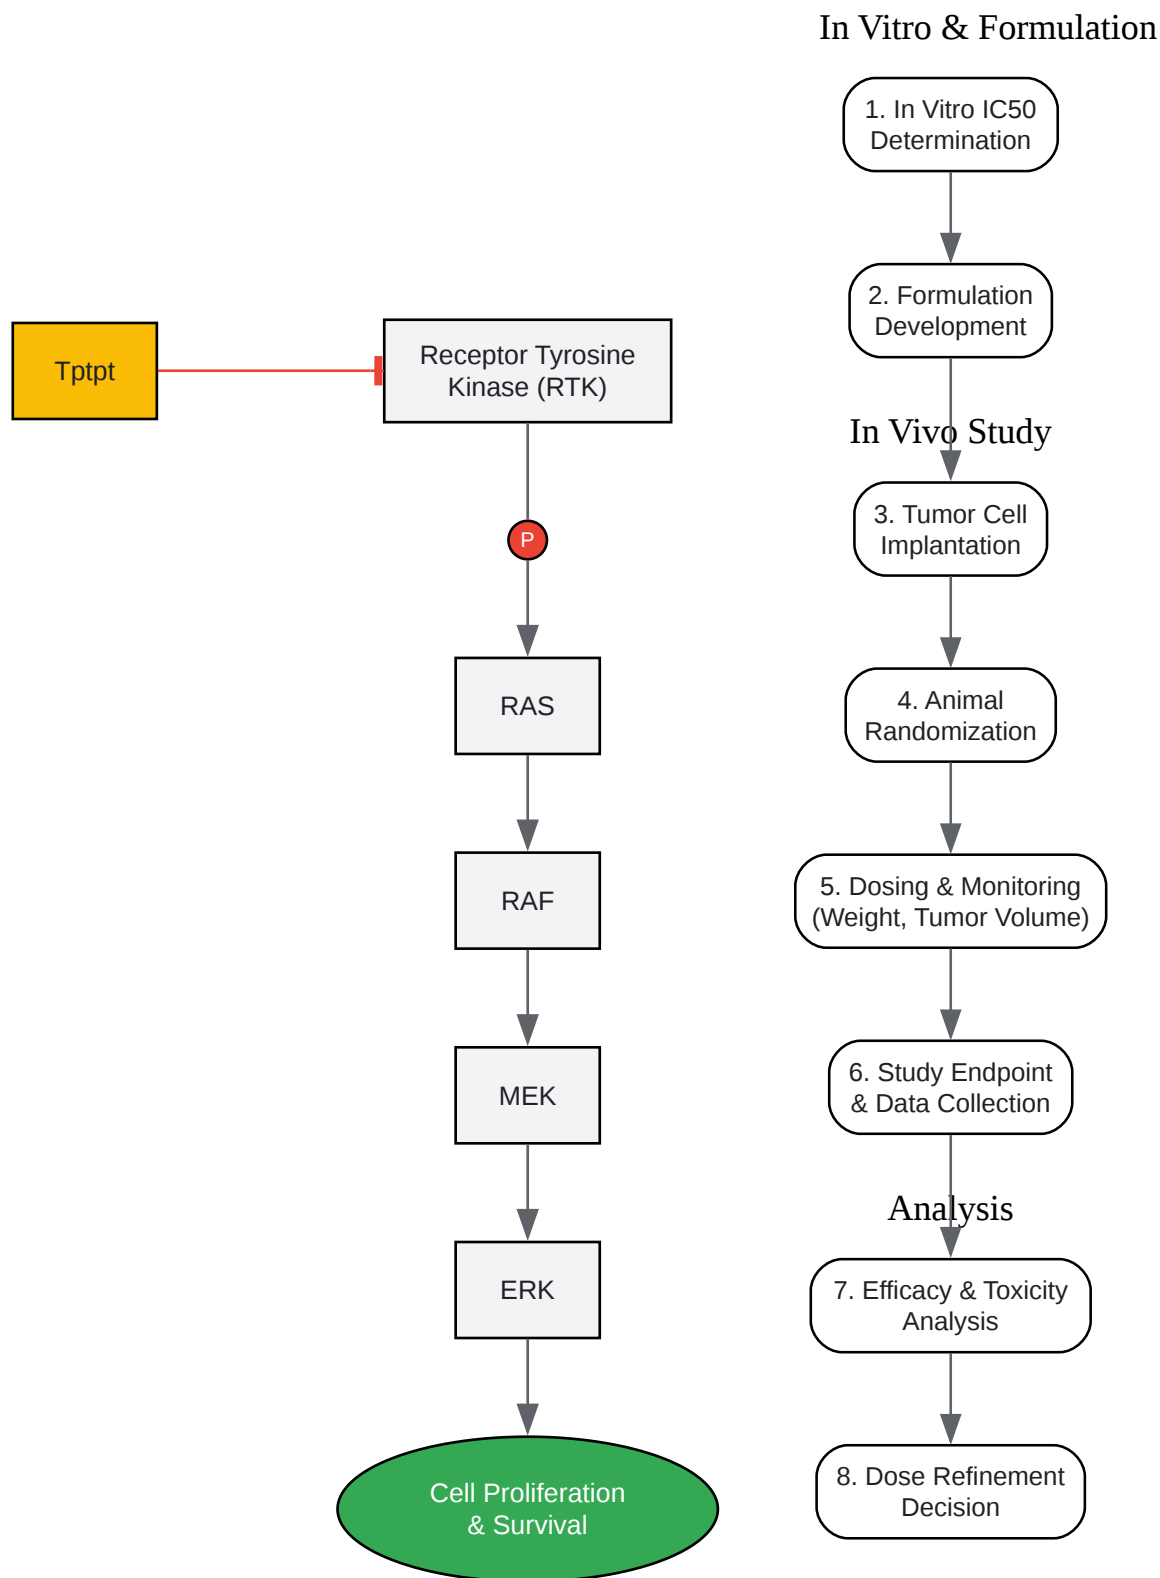 Tptpt
Receptor Tyrosine
Kinase (RTK)
P
RAS
RAF
MEK
ERK
Cell Proliferation
& Survival
In Vitro & Formulation
1. In Vitro IC50
Determination
2. Formulation
Development
In Vivo Study
3. Tumor Cell
Implantation
4. Animal
Randomization
5. Dosing & Monitoring
(Weight, Tumor Volume)
6. Study Endpoint
& Data Collection
Analysis
7. Efficacy & Toxicity
Analysis
8. Dose Refinement
Decision